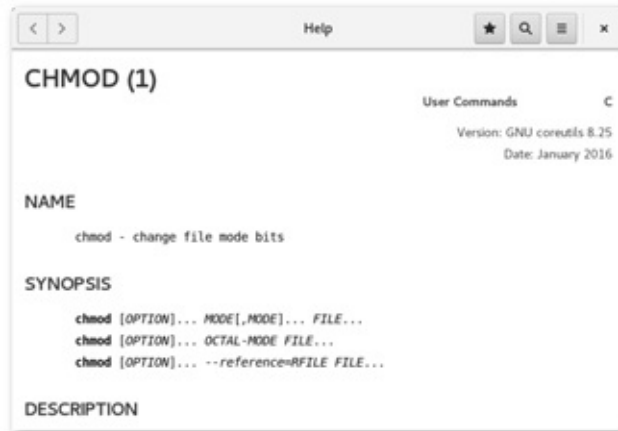 Help
CHMOD (1)
User Commands C
Version: GNU coreutils 8.25
Date: January 2016
NAME
chmod - change file mode bits
SYNOPSIS
chmod [OPTION]... MODE[,MODE]... FILE...
chmod [OPTION]... OCTAL-MODE FILE...
chmod [OPTION]... --reference=RFILE FILE...
DESCRIPTION